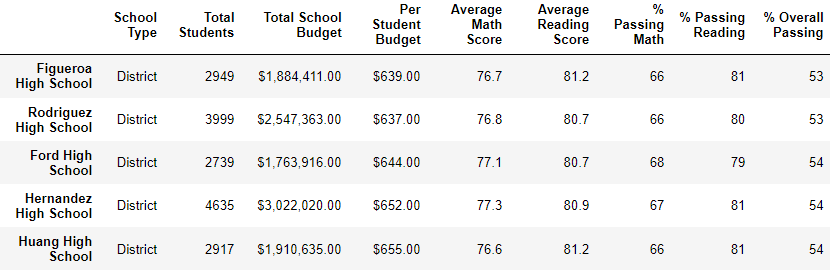 School Type Total Students Total School Budget Per Student Budget Average Math Score Average Reading Score % Passing Math % Passing Reading % Overall Passing
Figueroa High School District 2949 $1,884,411.00 $639.00 76.7 81.2 66 81 53
Rodriguez High School District 3999 $2,547,363.00 $637.00 76.8 80.7 66 80 53
Ford High School District 2739 $1,763,916.00 $644.00 77.1 80.7 68 79 54
Hernandez High School District 4635 $3,022,020.00 $652.00 77.3 80.9 67 81 54
Huang High School District 2917 $1,910,635.00 $655.00 76.6 81.2 66 81 54